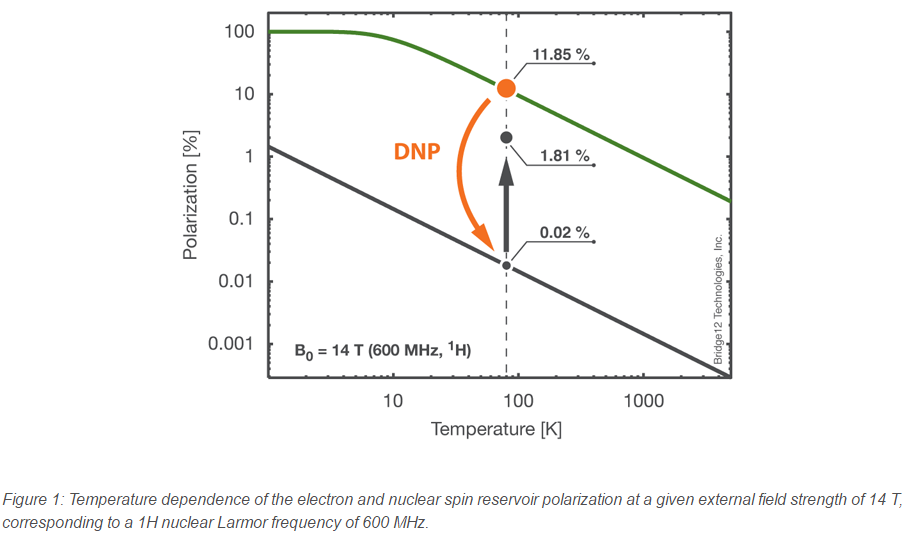 100
10
1
0.1
0.01
0.001
Polarization [%]
11.85 %
DNP
1.81 %
0.02 %
B₀ = 14 T (600 MHz, ¹H)
Bridge12 Technologies, Inc.
10
100
1000
Temperature [K]
Figure 1: Temperature dependence of the electron and nuclear spin reservoir polarization at a given external field strength of 14 T,
corresponding to a 1H nuclear Larmor frequency of 600 MHz.